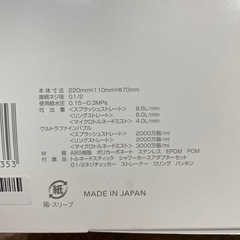 本体寸法 220mm×110mm×Φ70mm
接続ネジ径 G1/2
使用給水圧 0.15〜0.3MPa
吐出量 <スプラッシュストレート> 8.5L/min
<リングストレート> 6.0L/min
<マイクロトルネードミスト> 4.0L/min
ウルトラファインバブル
<スプラッシュストレート> 2000万個/ml
<リングストレート> 2000万個/ml
<マイクロトルネードミスト> 3000万個/ml
材質 ABS樹脂 ポリカーボネート ステンレス EPDM POM
付属 トルネードスティック シャワーホースアダプターセット
G1/2ネジチェッカー ストレーナー Oリング パッキン
353
紙
箱・スリーブ
MADE IN JAPAN